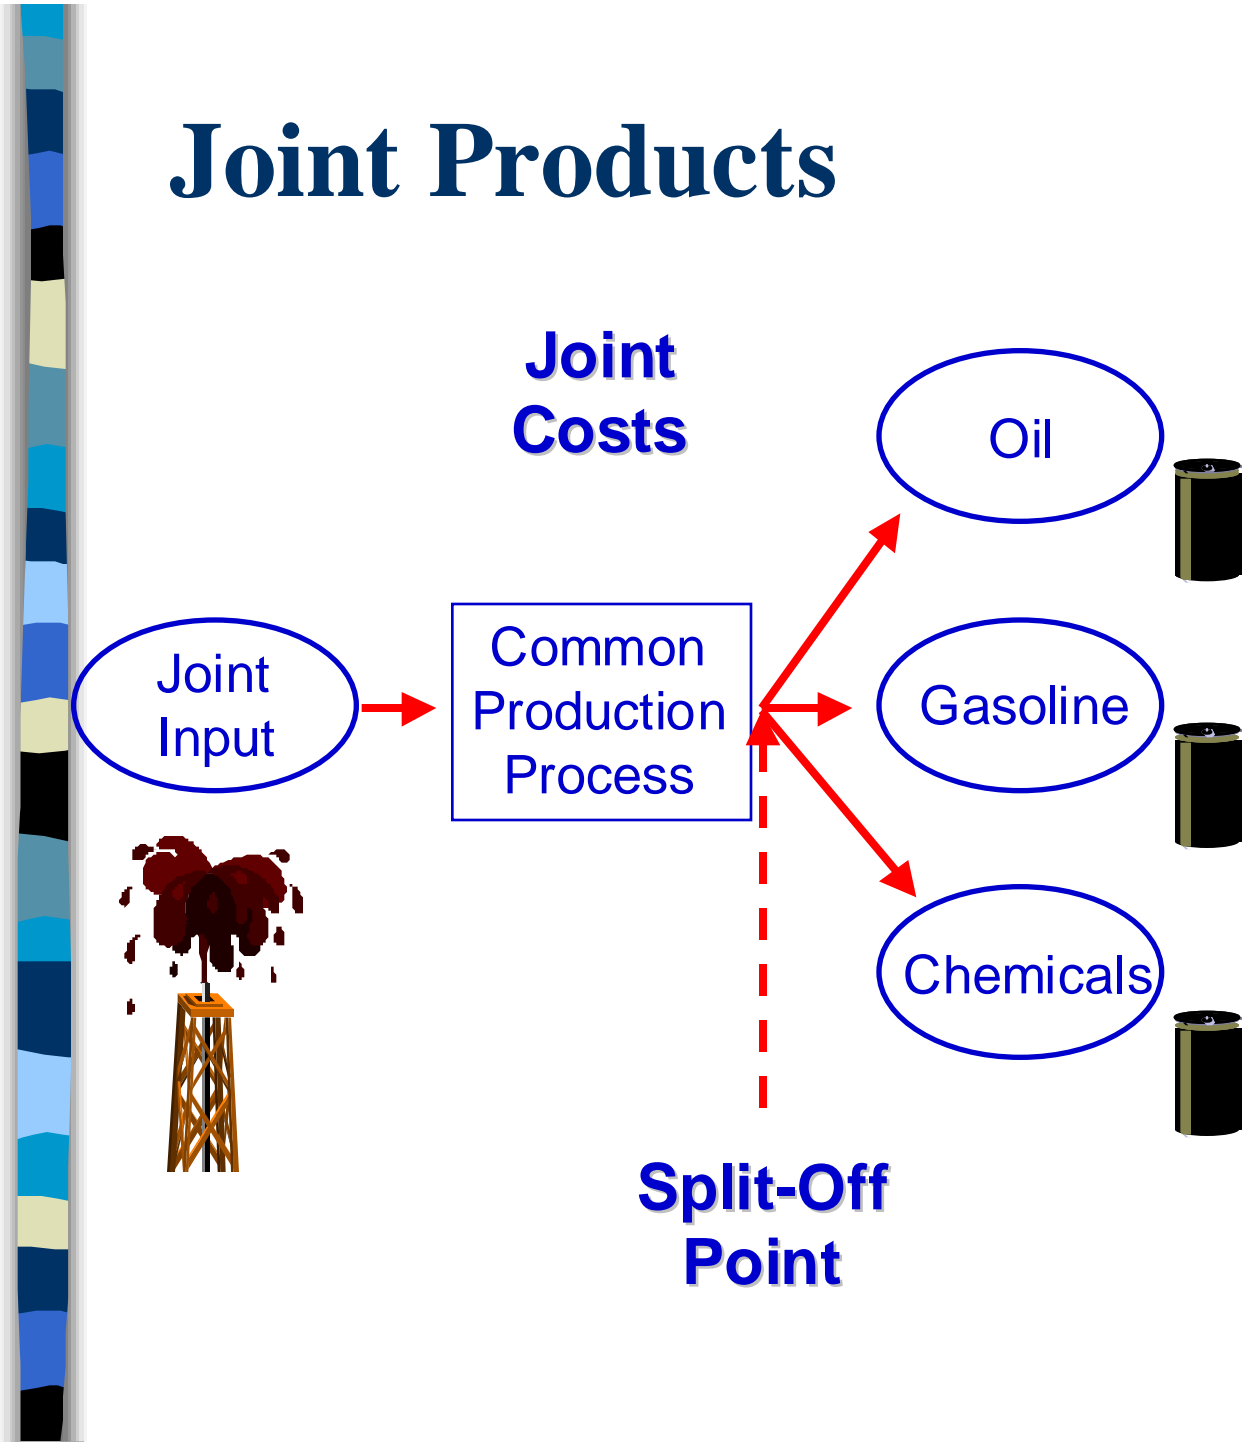 Joint Products
Joint
Costs
Oil
Joint
Input
Common
Production
Process
Gasoline
Chemicals
Split-Off
Point